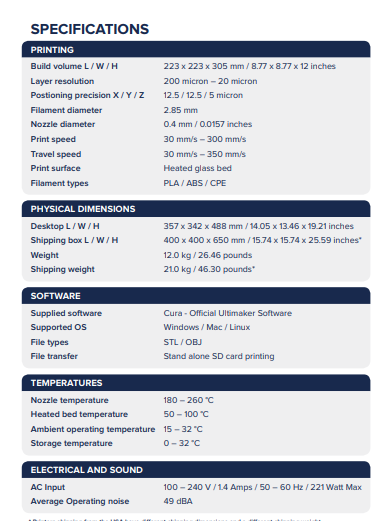 SPECIFICATIONS
PRINTING
Build volume L / W / H 223 x 223 x 305 mm / 8.77 x 8.77 x 12 inches
Layer resolution 200 micron – 20 micron
Postioning precision X / Y / Z 12.5 / 12.5 / 5 micron
Filament diameter 2.85 mm
Nozzle diameter 0.4 mm / 0.0157 inches
Print speed 30 mm/s – 300 mm/s
Travel speed 30 mm/s – 350 mm/s
Print surface Heated glass bed
Filament types PLA / ABS / CPE
PHYSICAL DIMENSIONS
Desktop L / W / H 357 x 342 x 488 mm / 14.05 x 13.46 x 19.21 inches
Shipping box L / W / H 400 x 400 x 650 mm / 15.74 x 15.74 x 25.59 inches*
Weight 12.0 kg / 26.46 pounds
Shipping weight 21.0 kg / 46.30 pounds*
SOFTWARE
Supplied software Cura - Official Ultimaker Software
Supported OS Windows / Mac / Linux
File types STL / OBJ
File transfer Stand alone SD card printing
TEMPERATURES
Nozzle temperature 180 – 260 °C
Heated bed temperature 50 – 100 °C
Ambient operating temperature 15 – 32 °C
Storage temperature 0 – 32 °C
ELECTRICAL AND SOUND
AC Input 100 – 240 V / 1.4 Amps / 50 – 60 Hz / 221 Watt Max
Average Operating noise 49 dBA